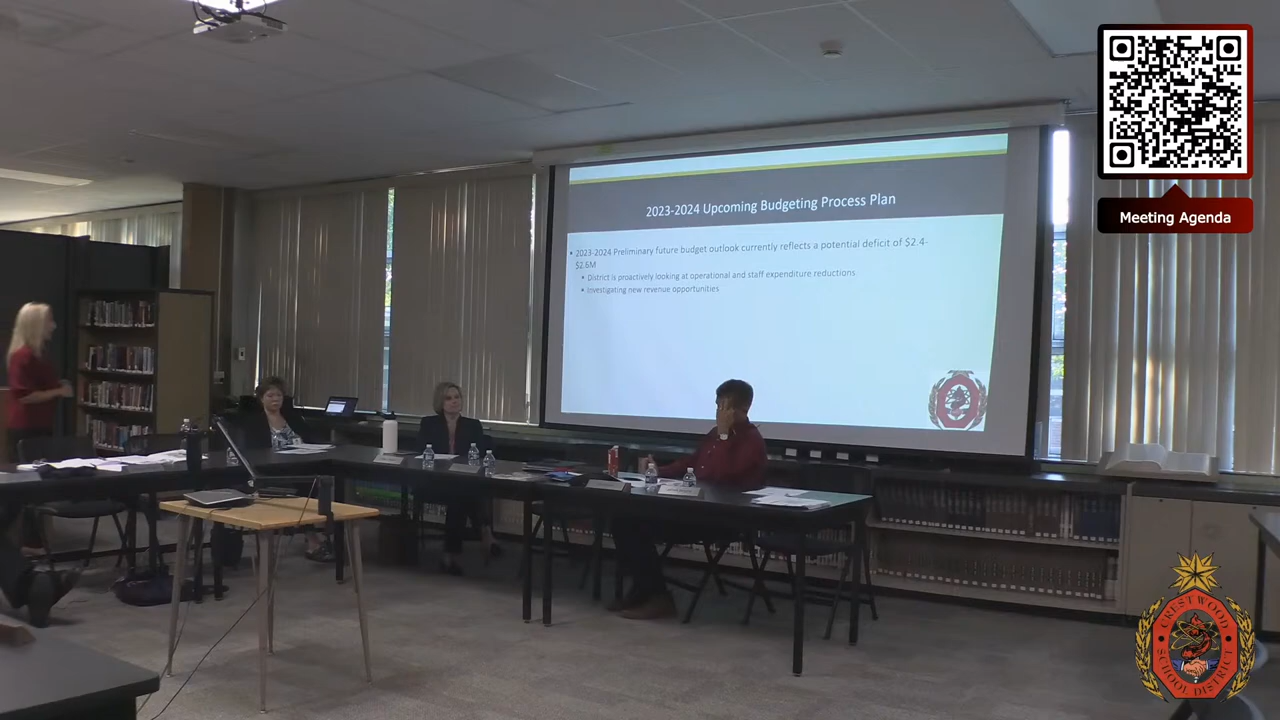 2023-2024 Upcoming Budgeting Process Plan
• 2023-2024 Preliminary future budget outlook currently reflects a potential deficit of $2.4-
$2.6M
• District is proactively looking at operational and staff expenditure reductions
• Investigating new revenue opportunities
Meeting Agenda
CRESTWOOD
SCHOOL DISTRICT